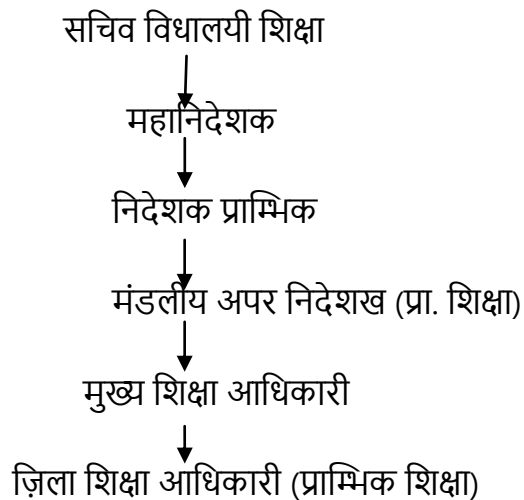 सचिव विधालयी शिक्षा
महानिदेशक
निदेशक प्राम्भिक
मंडलीय अपर निदेशख (प्रा. शिक्षा)
मुख्य शिक्षा आधिकारी
ज़िला शिक्षा आधिकारी (प्राम्भिक शिक्षा)